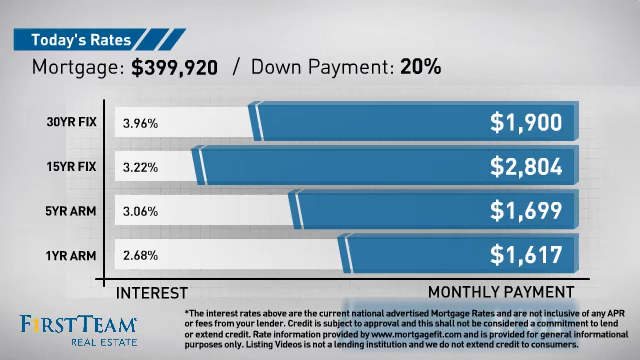 Today's Rates
Mortgage: $399,920 / Down Payment: 20%
30YR FIX 3.96% $1,900
15YR FIX 3.22% $2,804
5YR ARM 3.06% $1,699
1YR ARM 2.68% $1,617
INTEREST MONTHLY PAYMENT
FIRSTTEAM®
REAL ESTATE
*The interest rates above are the current national advertised Mortgage Rates and are not inclusive of any APR
or fees from your lender. Credit is subject to approval and this shall not be considered a commitment to lend
or extend credit. Rate information provided by www.mortgagefit.com and is provided for general informational
purposes only. Listing Videos is not a lending institution and we do not extend credit to consumers.